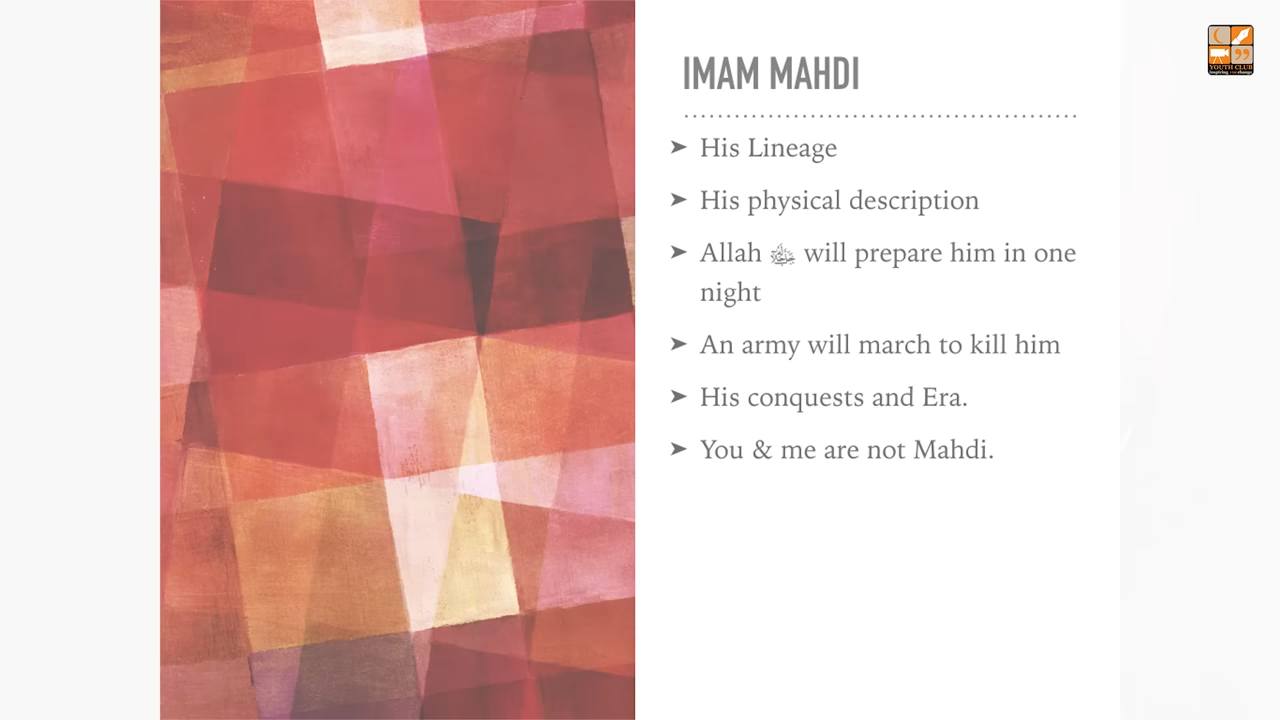 IMAM MAHDI
➤ His Lineage
➤ His physical description
➤ Allah ﷻ will prepare him in one
night
➤ An army will march to kill him
➤ His conquests and Era.
➤ You & me are not Mahdi.
YOUTH CLUB